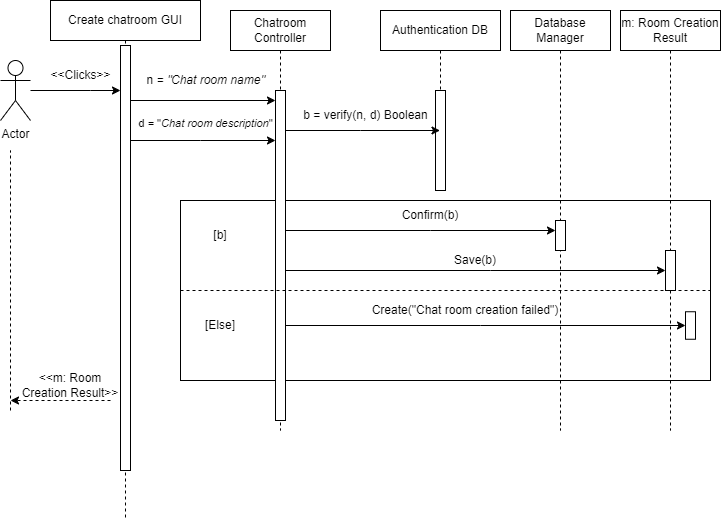 Create chatroom GUI
Chatroom
Controller
Authentication DB
Database
Manager
m: Room Creation
Result
<<Clicks>>
Actor
n = "Chat room name"
d = "Chat room description"
b = verify(n, d) Boolean
[b]
Confirm(b)
Save(b)
[Else]
Create("Chat room creation failed")
<<m: Room
Creation Result>>